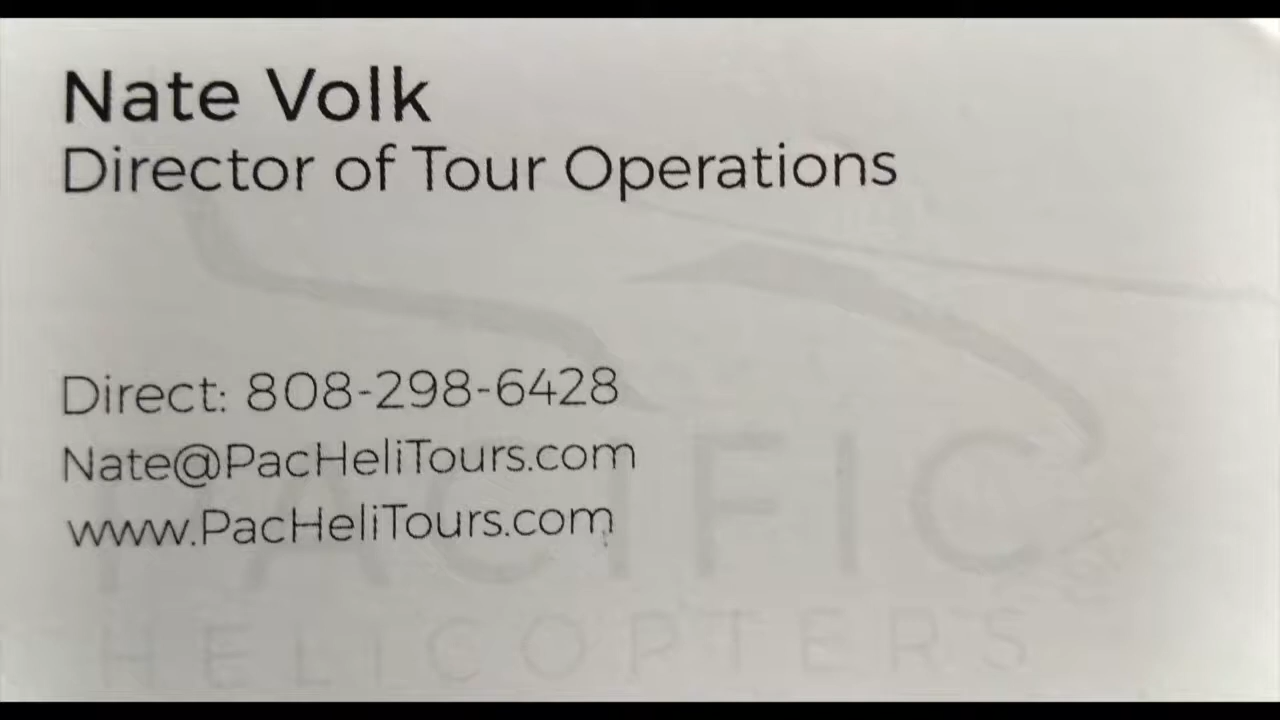 Nate Volk
Director of Tour Operations
Direct: 808-298-6428
Nate@PacHeliTours.com
www.PacHeliTours.com
PACIFIC
HELICOPTERS